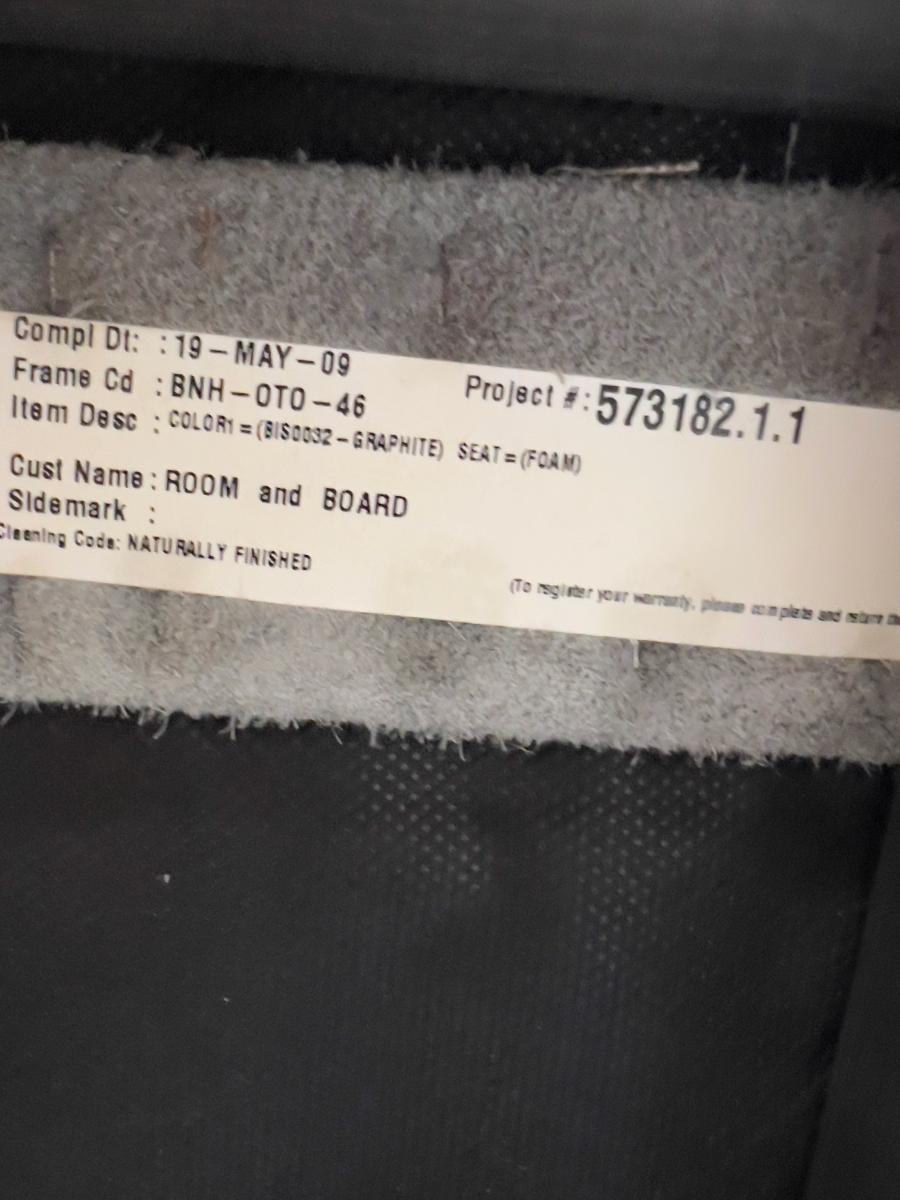 Compl Dt: : 19-MAY-09
Frame Cd : BNH-OTO-46
Project #: 573182.1.1
Item Desc : COLOR1=(BIS0032-GRAPHITE) SEAT=(FOAM)
Cust Name: ROOM and BOARD
Sidemark :
Cleaning Code: NATURALLY FINISHED
(To register your warranty, please complete and return